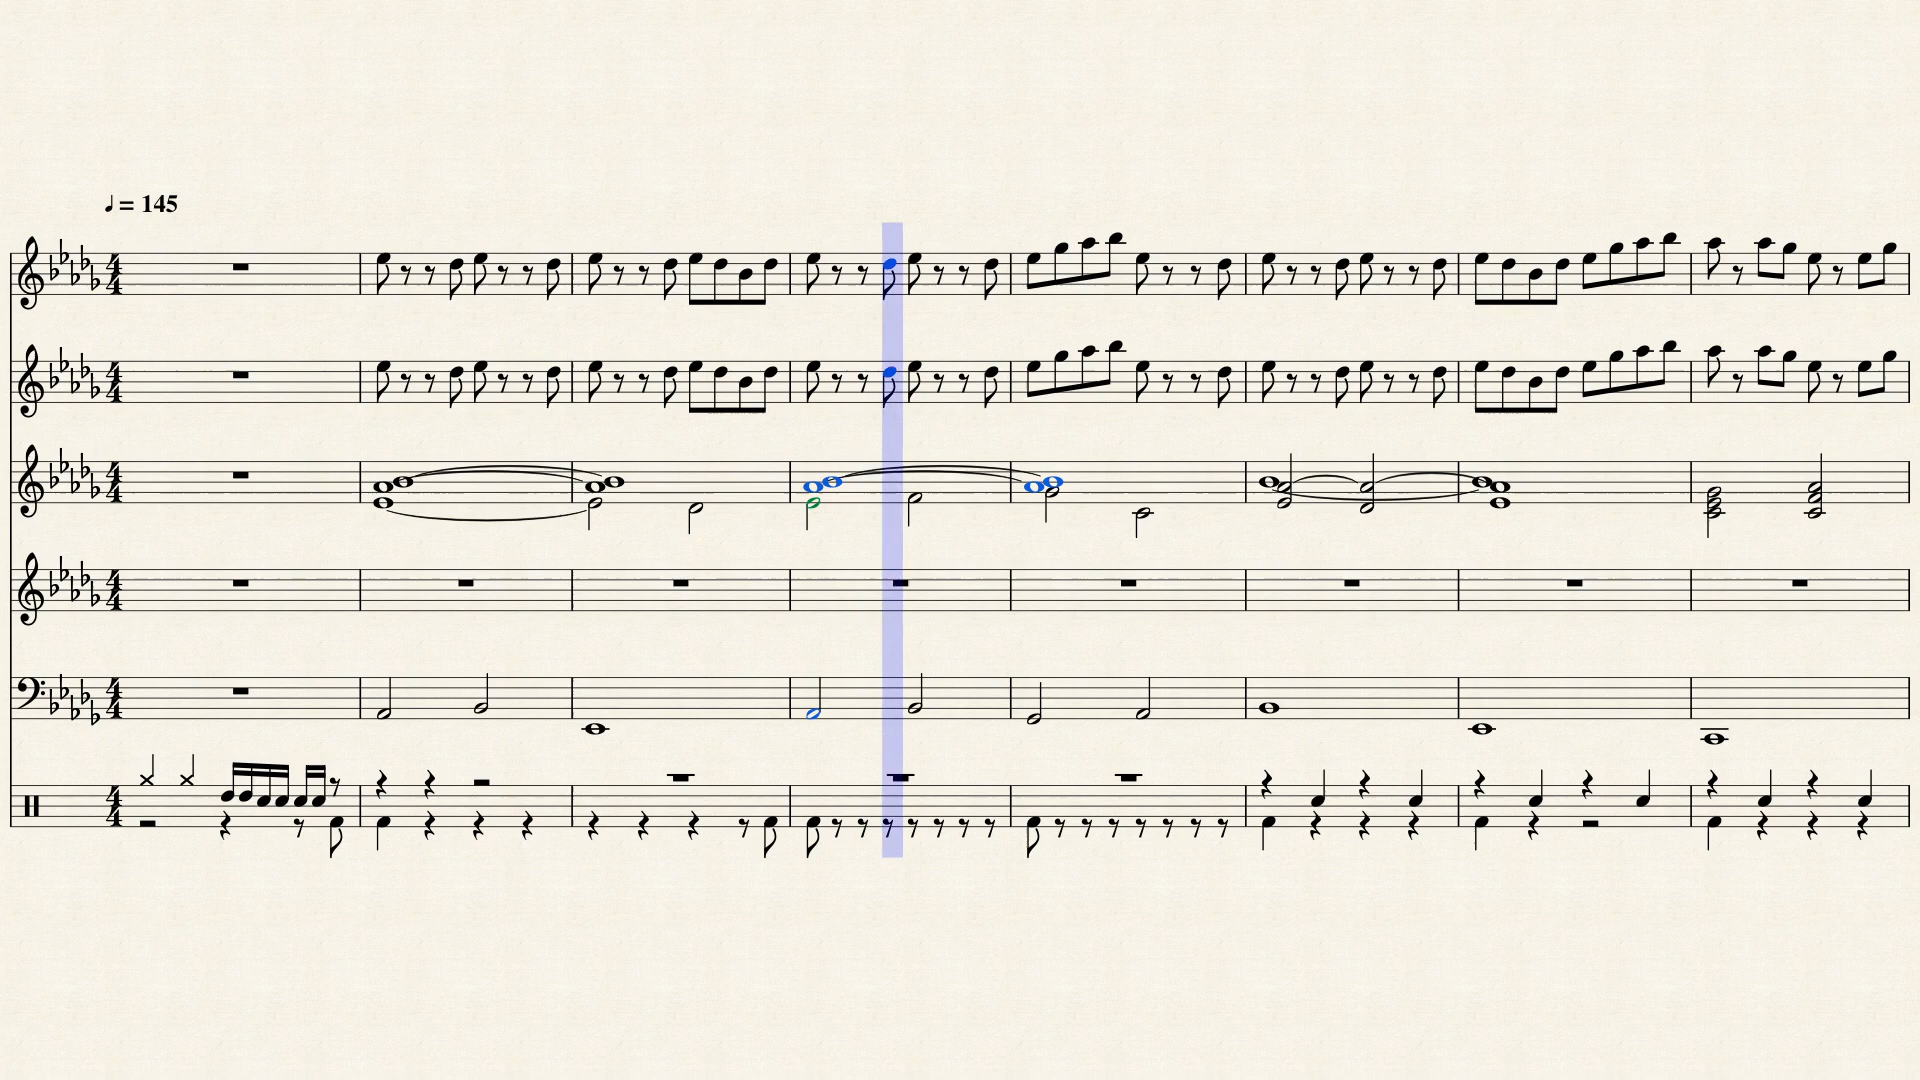 ♩ = 145